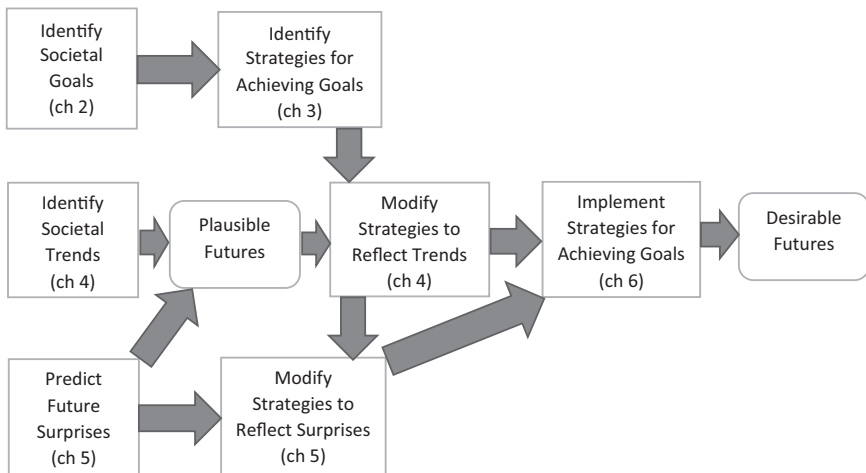 Identify
Societal
Goals
(ch 2)
Identify
Strategies for
Achieving Goals
(ch 3)
Identify
Societal
Trends
(ch 4)
Plausible
Futures
Modify
Strategies to
Reflect Trends
(ch 4)
Implement
Strategies for
Achieving Goals
(ch 6)
Desirable
Futures
Predict
Future
Surprises
(ch 5)
Modify
Strategies to
Reflect Surprises
(ch 5)